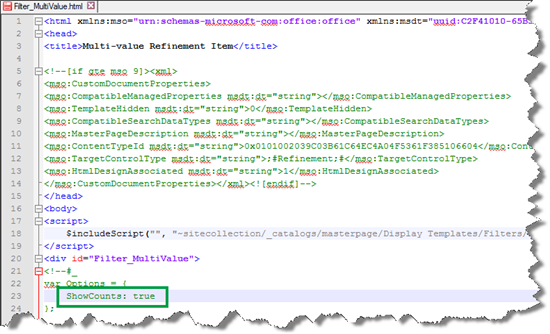 Filter_MultiValue.html
1 <html xmlns:mso="urn:schemas-microsoft-com:office:office" xmlns:msdt="uuid:C2F41010-65B
2 <head>
3 <title>Multi-value Refinement Item</title>
4
5 <!--[if gte mso 9]><xml>
6 <mso:CustomDocumentProperties>
7 <mso:CompatibleManagedProperties msdt:dt="string"></mso:CompatibleManagedProperties>
8 <mso:TemplateHidden msdt:dt="string">0</mso:TemplateHidden>
9 <mso:CompatibleSearchDataTypes msdt:dt="string"></mso:CompatibleSearchDataTypes>
10 <mso:MasterPageDescription msdt:dt="string"></mso:MasterPageDescription>
11 <mso:ContentTypeId msdt:dt="string">0x0101002039C03B61C64EC4A04F5361F385106604</mso:Con
12 <mso:TargetControlType msdt:dt="string">;#Refinement;#</mso:TargetControlType>
13 <mso:HtmlDesignAssociated msdt:dt="string">1</mso:HtmlDesignAssociated>
14 </mso:CustomDocumentProperties></xml><![endif]-->
15 </head>
16 <body>
17 <script>
18 $includeScript("", "~sitecollection/_catalogs/masterpage/Display Templates/Filters/
19 </script>
20 <div id="Filter_MultiValue">
21 <!--#_
22 var Options = {
23 ShowCounts: true
24 };